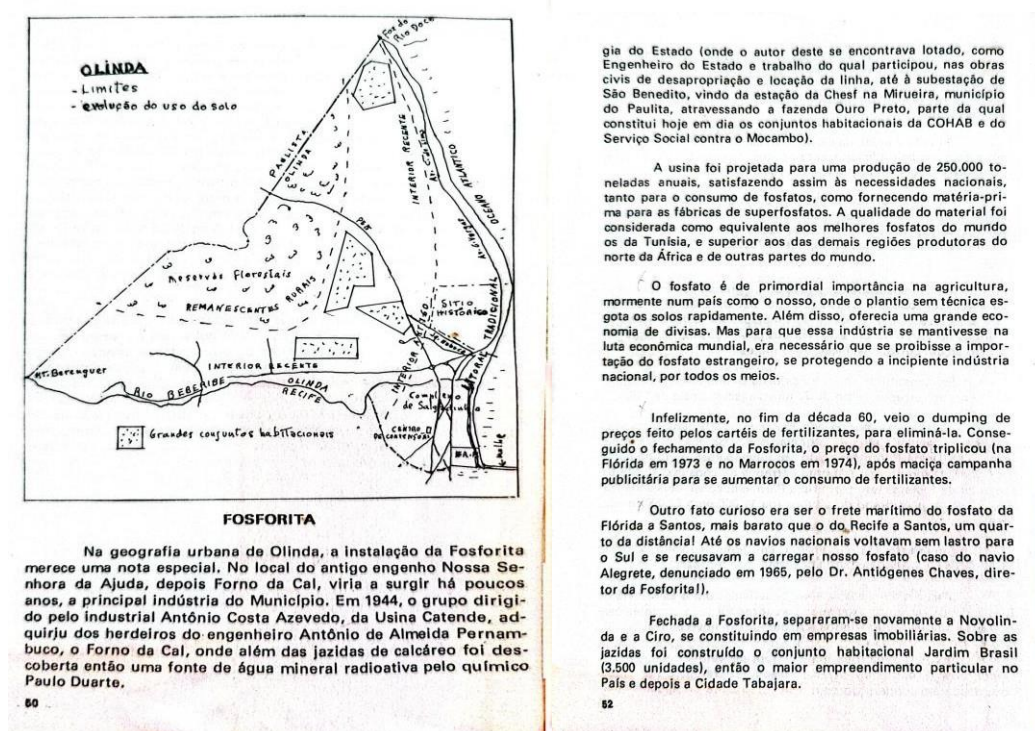 OLINDA
- Limites
- evolução do uso do solo
Foz do
Rio Doce
PAULISTA
OLINDA
INTERIOR RECENTE
OCEANO ATLÂNTICO
Reservas Florestais
REMANESCENTES RURAIS
SITIO
HISTÓRICO
LITORAL TRADICIONAL
INTERIOR ANTIGO
INTERIOR RECENTE
Mt. Berenguer
RIO BEBERIBE
OLINDA
RECIFE
Complexo
de Salgadinho
CENTRO
DE CONVENÇÕES
Grandes conjuntos habitacionais
FOSFORITA
Na geografia urbana de Olinda, a instalação da Fosforita
merece uma nota especial. No local do antigo engenho Nossa Se-
nhora da Ajuda, depois Forno da Cal, viria a surgir há poucos
anos, a principal indústria do Município. Em 1944, o grupo dirigi-
do pelo industrial Antônio Costa Azevedo, da Usina Catende, ad-
quirju dos herdeiros do engenheiro Antônio de Almeida Pernam-
buco, o Forno da Cal, onde além das jazidas de calcáreo foi des-
coberta então uma fonte de água mineral radioativa pelo químico
Paulo Duarte.
50
gia do Estado (onde o autor deste se encontrava lotado, como
Engenheiro do Estado e trabalho do qual participou, nas obras
civis de desapropriação e locação da linha, até à subestação de
São Benedito, vindo da estação da Chesf na Mirueira, município
do Paulita, atravessando a fazenda Ouro Preto, parte da qual
constitui hoje em dia os conjuntos habitacionais da COHAB e do
Serviço Social contra o Mocambo).
A usina foi projetada para uma produção de 250.000 to-
neladas anuais, satisfazendo assim às necessidades nacionais,
tanto para o consumo de fosfatos, como fornecendo matéria-pri-
ma para as fábricas de superfosfatos. A qualidade do material foi
considerada como equivalente aos melhores fosfatos do mundo
os da Tunísia, e superior aos das demais regiões produtoras do
norte da África e de outras partes do mundo.
O fosfato é de primordial importância na agricultura,
mormente num país como o nosso, onde o plantio sem técnica es-
gota os solos rapidamente. Além disso, oferecia uma grande eco-
nomia de divisas. Mas para que essa indústria se mantivesse na
luta econômica mundial, era necessário que se proibisse a impor-
tação do fosfato estrangeiro, se protegendo a incipiente indústria
nacional, por todos os meios.
Infelizmente, no fim da década 60, veio o dumping de
preços feito pelos cartéis de fertilizantes, para eliminá-la. Conse-
guido o fechamento da Fosforita, o preço do fosfato triplicou (na
Flórida em 1973 e no Marrocos em 1974), após maciça campanha
publicitária para se aumentar o consumo de fertilizantes.
Outro fato curioso era ser o frete marítimo do fosfato da
Flórida a Santos, mais barato que o do Recife a Santos, um quar-
to da distância! Até os navios nacionais voltavam sem lastro para
o Sul e se recusavam a carregar nosso fosfato (caso do navio
Alegrete, denunciado em 1965, pelo Dr. Antiógenes Chaves, dire-
tor da Fosforita!).
Fechada a Fosforita, separaram-se novamente a Novolin-
da e a Ciro, se constituindo em empresas imobiliárias. Sobre as
jazidas foi construído o conjunto habitacional Jardim Brasil
(3.500 unidades), então o maior empreendimento particular no
País e depois a Cidade Tabajara.
52